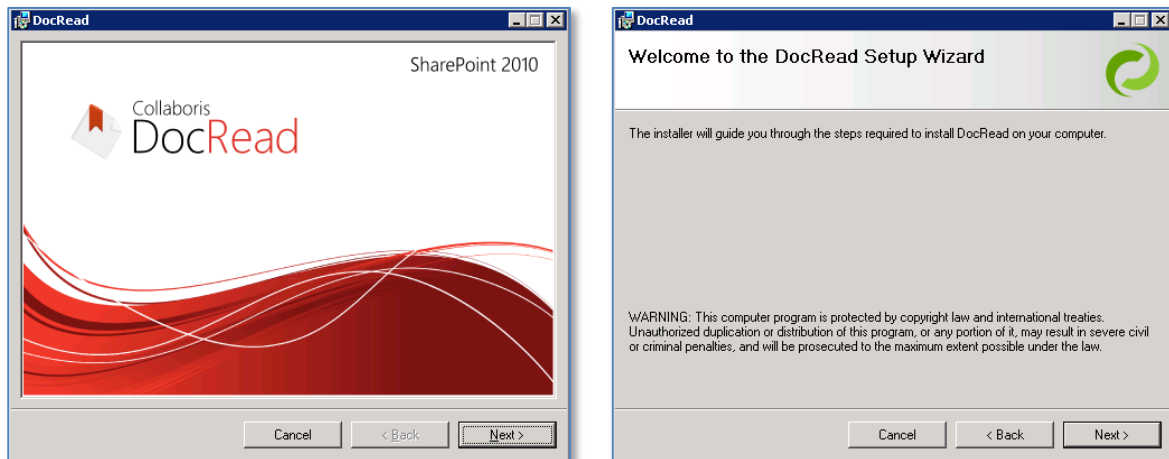 DocRead
SharePoint 2010
Collaboris
DocRead
Cancel
< Back
Next >
DocRead
Welcome to the DocRead Setup Wizard
The installer will guide you through the steps required to install DocRead on your computer.
WARNING: This computer program is protected by copyright law and international treaties.
Unauthorized duplication or distribution of this program, or any portion of it, may result in severe civil
or criminal penalties, and will be prosecuted to the maximum extent possible under the law.
Cancel
< Back
Next >